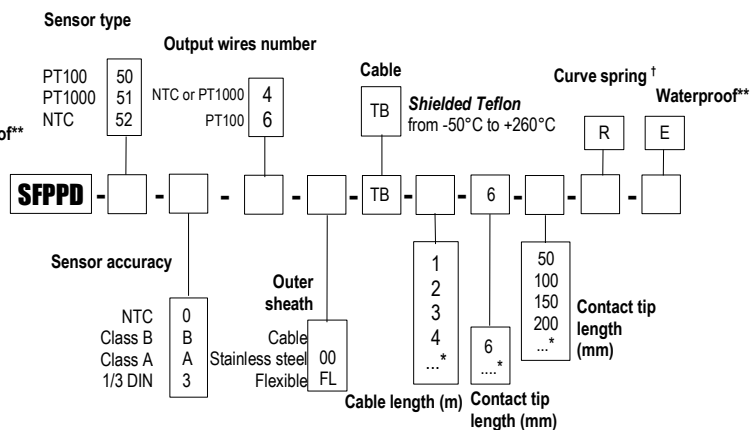 Sensor type
PT100 50
PT1000 51
NTC 52
Output wires number
NTC or PT1000 4
PT100 6
Cable
TB
Shielded Teflon
from -50°C to +260°C
Curve spring †
R
Waterproof**
E
of**
SFPPD - - - - - TB - - 6 - - -
Sensor accuracy
NTC 0
Class B B
Class A A
1/3 DIN 3
Outer
sheath
Cable
Stainless steel 00
Flexible FL
1
2
3
4
...*
Cable length (m)
6
....*
Contact tip
length (mm)
50
100
150
200
...*
Contact tip
length
(mm)